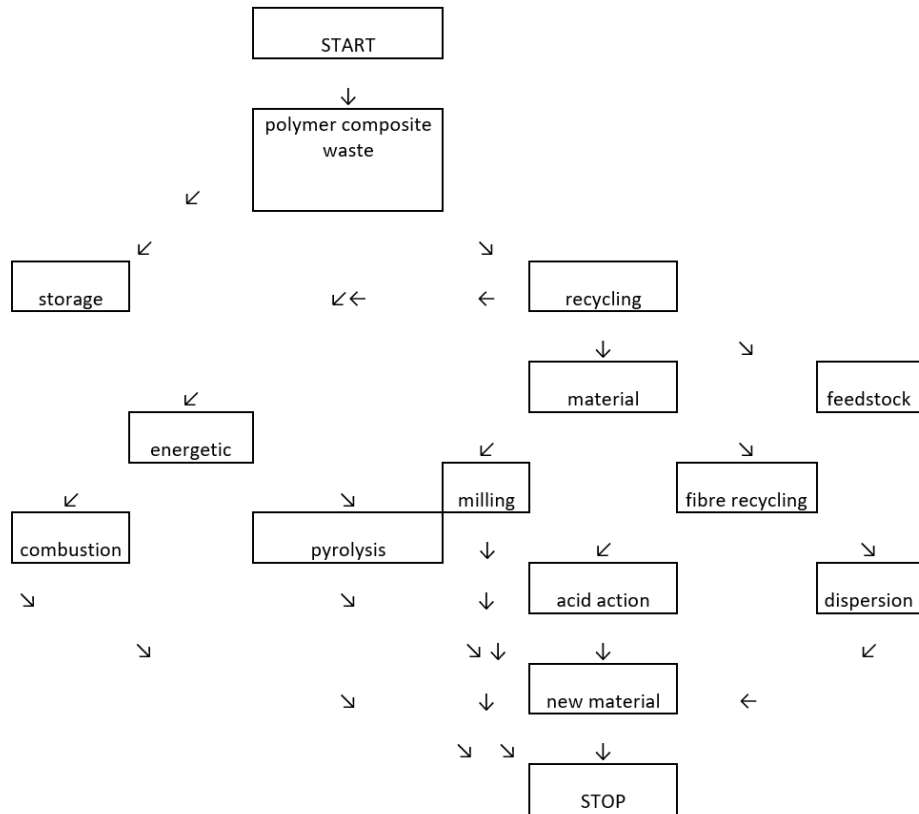 START
↓
polymer composite
waste
↙
↙ ↘
storage ↙← ← recycling
↓ ↘
material feedstock
↙
energetic ↙ ↘
milling fibre recycling
↙ ↘
combustion pyrolysis ↓ ↙ ↘
↘ ↘ ↓ acid action dispersion
↘ ↘↓ ↓ ↙
↘ ↓ new material ←
↘ ↘ ↓
STOP